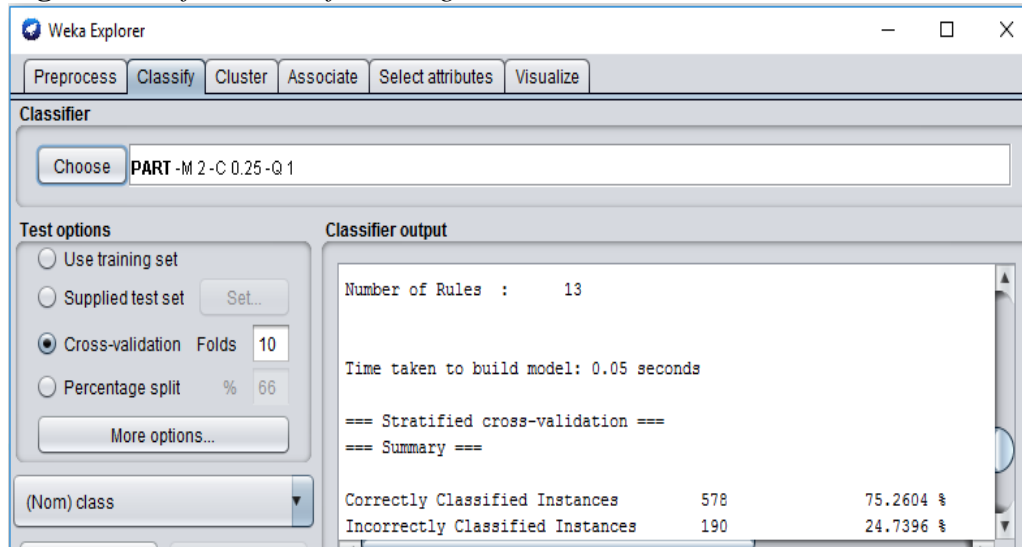 Weka Explorer
Preprocess Classify Cluster Associate Select attributes Visualize
Classifier
Choose PART -M 2 -C 0.25 -Q 1
Test options
Use training set
Supplied test set Set...
Cross-validation Folds 10
Percentage split % 66
More options...
(Nom) class
Classifier output
Number of Rules : 13
Time taken to build model: 0.05 seconds
=== Stratified cross-validation ===
=== Summary ===
Correctly Classified Instances 578 75.2604 %
Incorrectly Classified Instances 190 24.7396 %